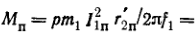 Mп = pm₁ I²₁п r′₂п/2πf₁ =